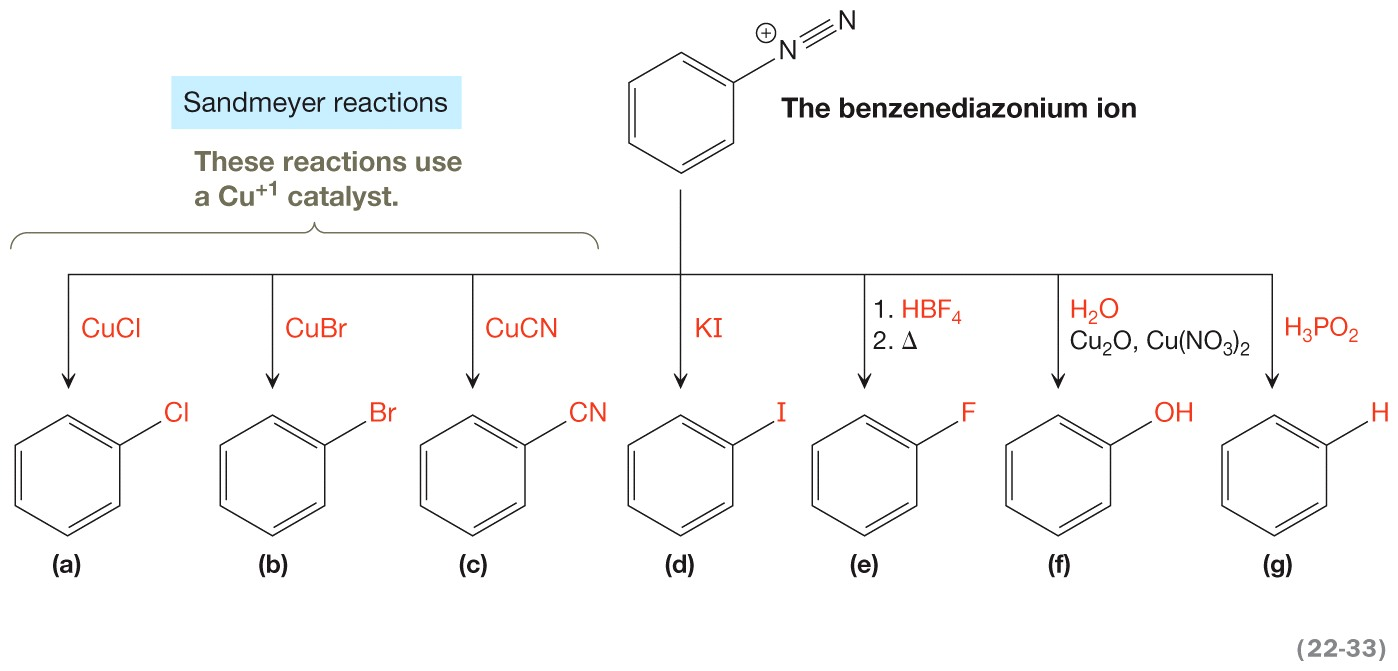 N
⊕
N
Sandmeyer reactions
The benzenediazonium ion
These reactions use
a Cu⁺¹ catalyst.
CuCl
CuBr
CuCN
KI
1. HBF₄
2. Δ
H₂O
Cu₂O, Cu(NO₃)₂
H₃PO₂
Cl
Br
CN
I
F
OH
H
(a)
(b)
(c)
(d)
(e)
(f)
(g)
(22-33)